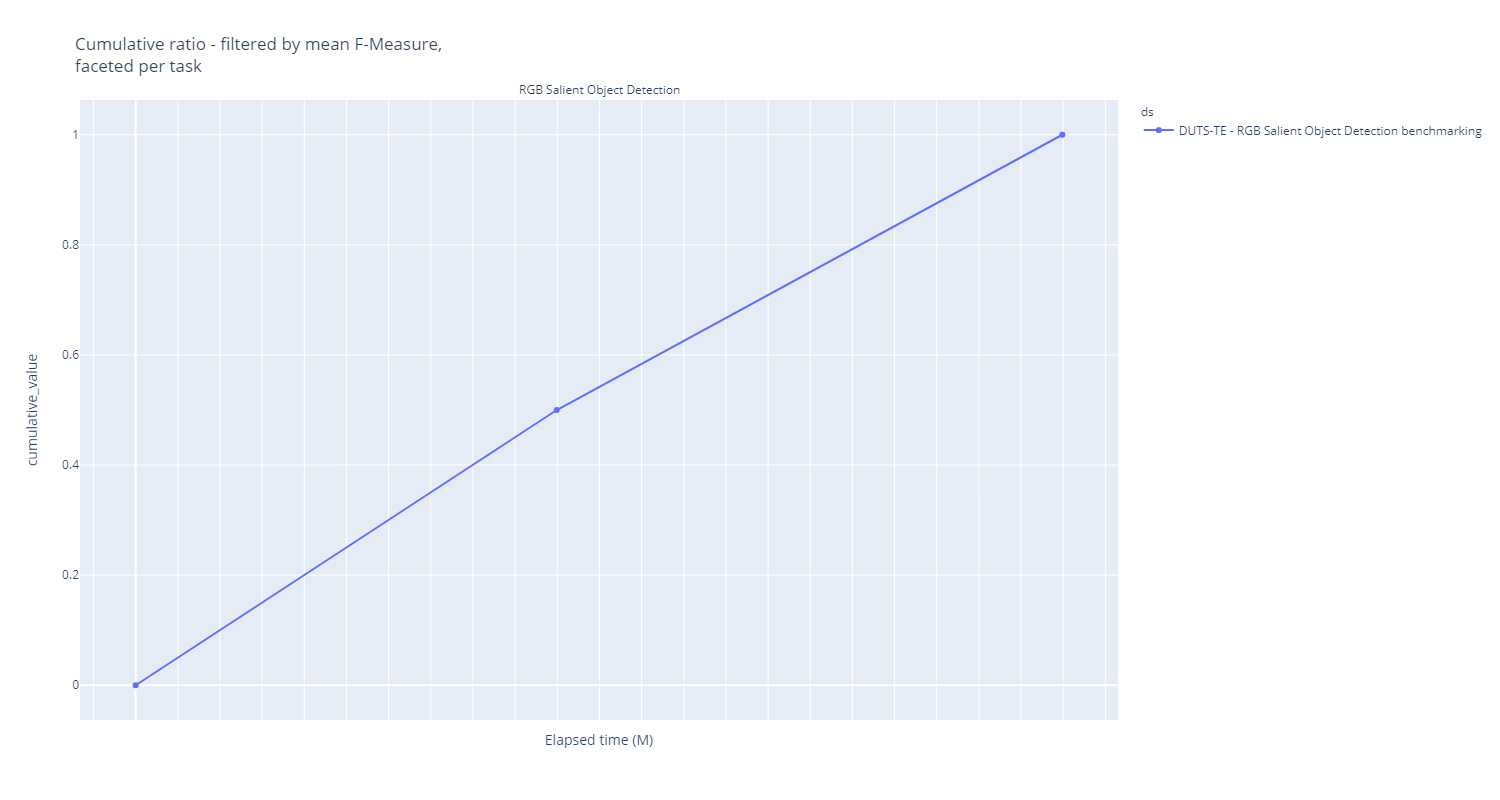 Cumulative ratio - filtered by mean F-Measure,
faceted per task
RGB Salient Object Detection
ds
DUTS-TE - RGB Salient Object Detection benchmarking
1
0.8
0.6
0.4
0.2
0
cumulative_value
Elapsed time (M)